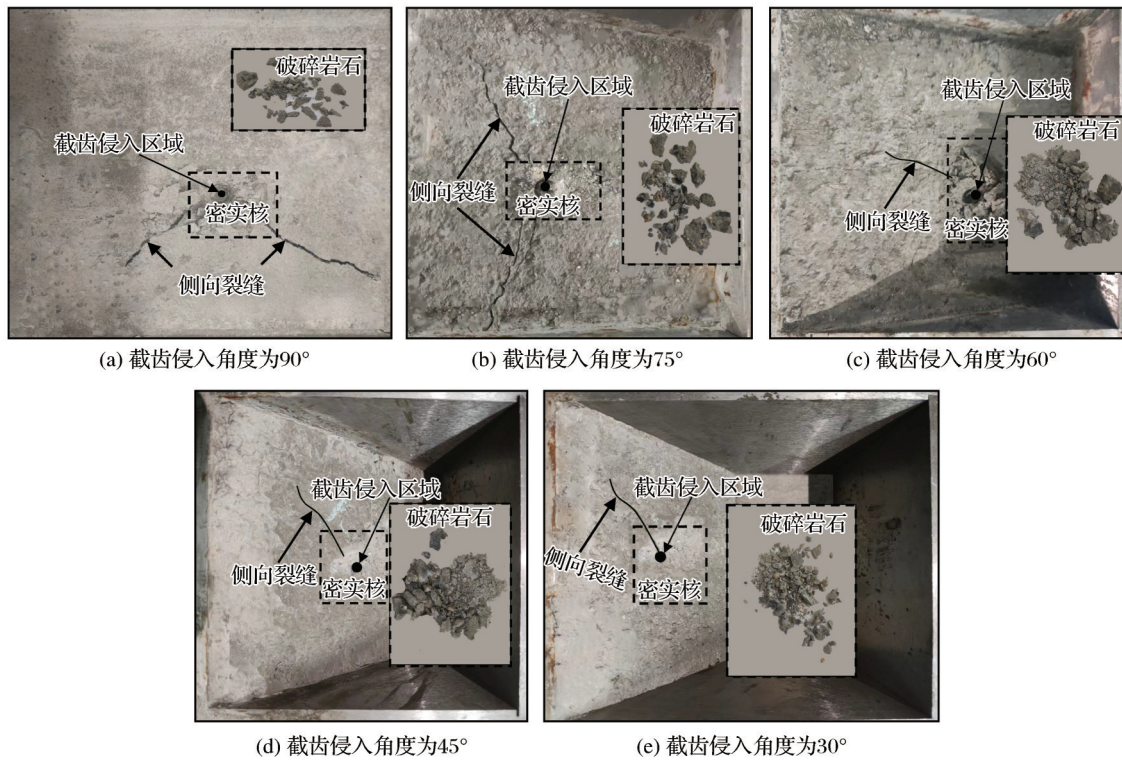 破碎岩石
截齿侵入区域
密实核
侧向裂缝
(a) 截齿侵入角度为90°
截齿侵入区域
破碎岩石
侧向裂缝
密实核
(b) 截齿侵入角度为75°
截齿侵入区域
破碎岩石
侧向裂缝
密实核
(c) 截齿侵入角度为60°
截齿侵入区域
破碎岩石
侧向裂缝
密实核
(d) 截齿侵入角度为45°
截齿侵入区域
破碎岩石
侧向裂缝
密实核
(e) 截齿侵入角度为30°